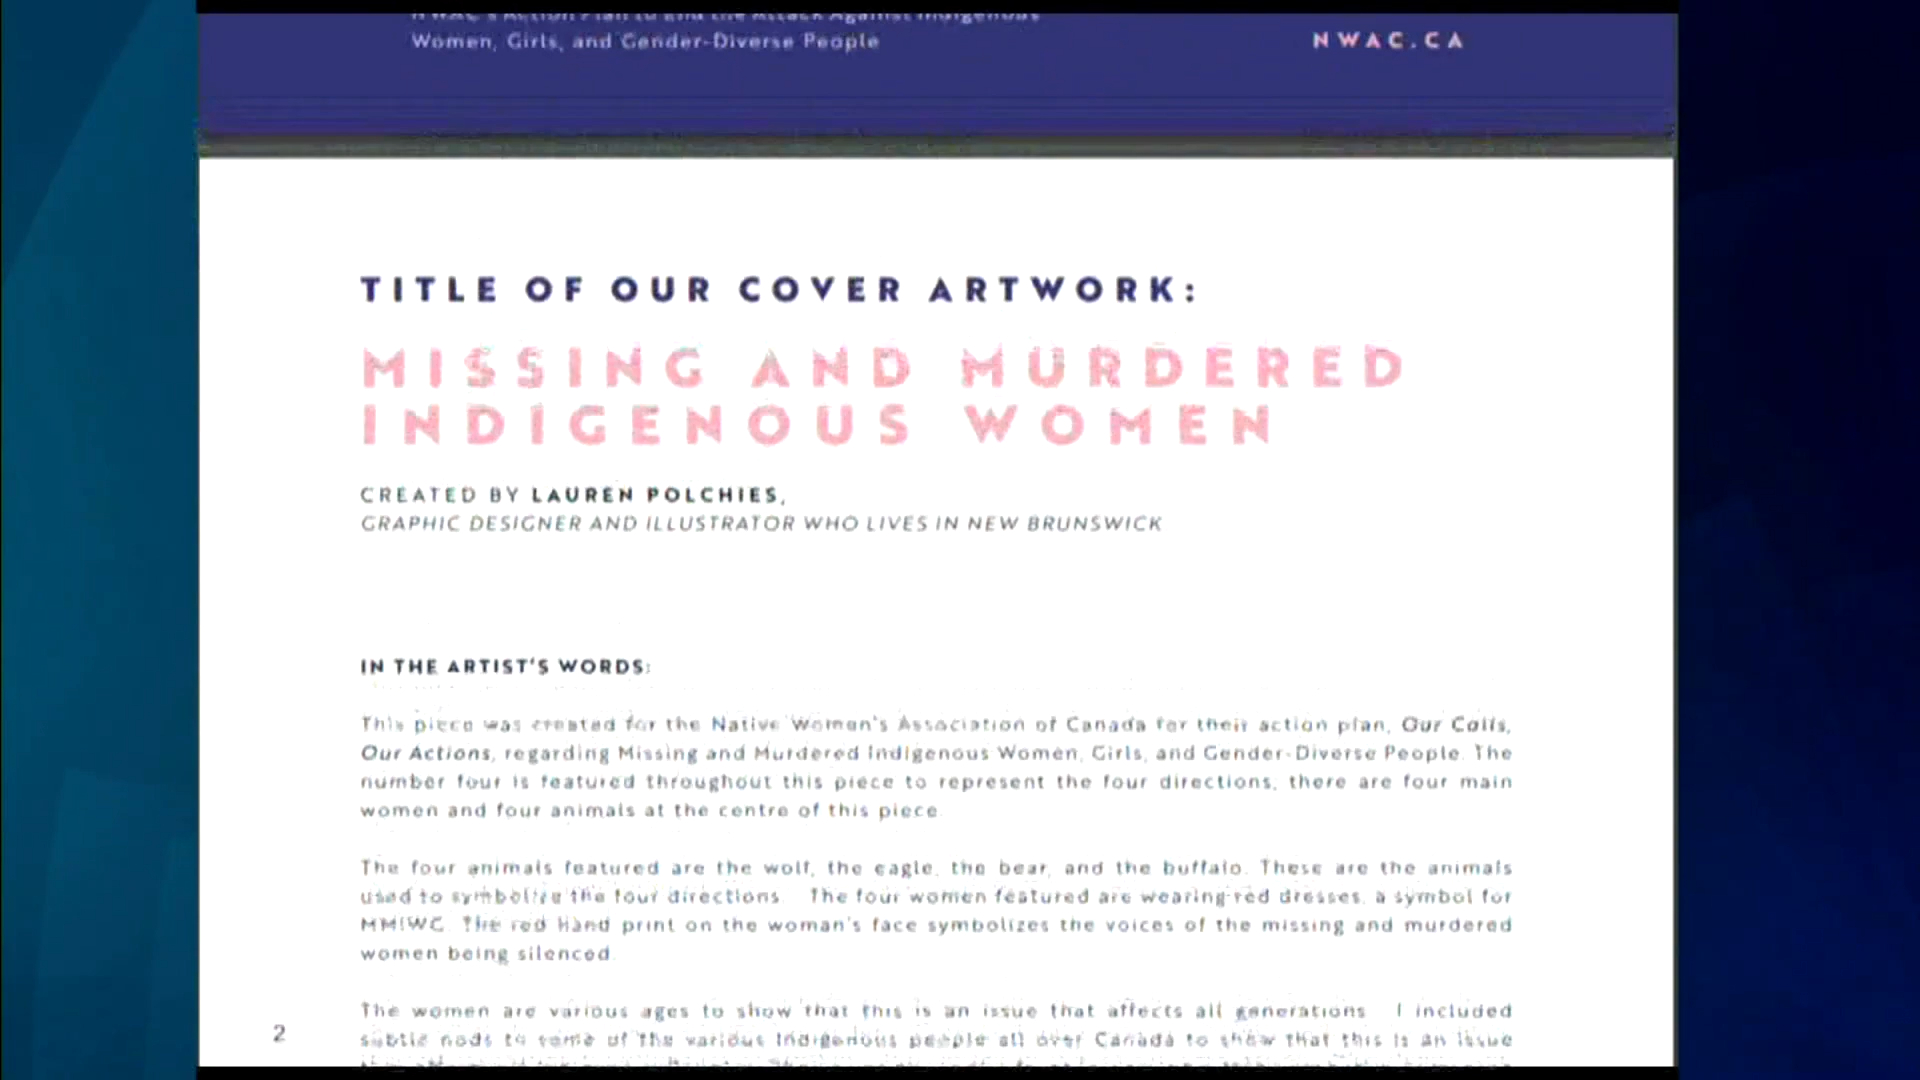 NWAC's Action Plan to End the Attack Against Indigenous
Women, Girls, and Gender-Diverse People
NWAC.CA
TITLE OF OUR COVER ARTWORK:
MISSING AND MURDERED
INDIGENOUS WOMEN
CREATED BY LAUREN POLCHIES,
GRAPHIC DESIGNER AND ILLUSTRATOR WHO LIVES IN NEW BRUNSWICK
IN THE ARTIST'S WORDS:
This piece was created for the Native Women's Association of Canada for their action plan, Our Calls,
Our Actions, regarding Missing and Murdered Indigenous Women, Girls, and Gender-Diverse People. The
number four is featured throughout this piece to represent the four directions; there are four main
women and four animals at the centre of this piece.
The four animals featured are the wolf, the eagle, the bear, and the buffalo. These are the animals
used to symbolize the four directions. The four women featured are wearing red dresses, a symbol for
MMIWG. The red hand print on the woman's face symbolizes the voices of the missing and murdered
women being silenced.
The women are various ages to show that this is an issue that affects all generations. I included
subtle nods to some of the various Indigenous people all over Canada to show that this is an issue
2